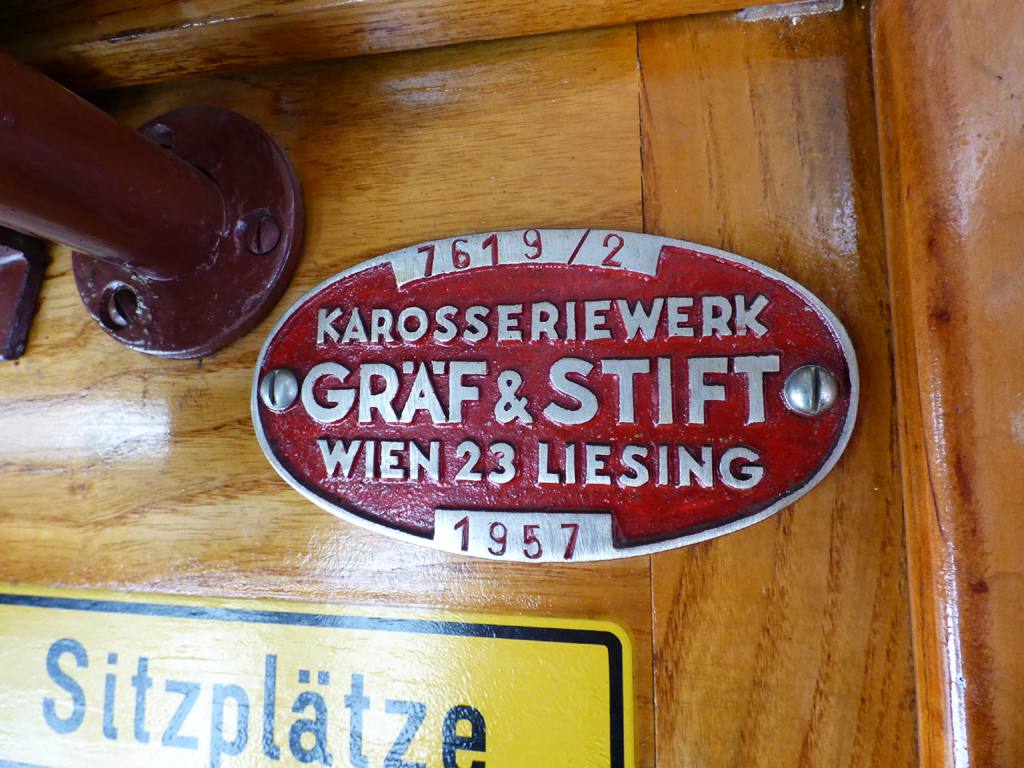 7619/2
KAROSSERIEWERK
GRÄF & STIFT
WIEN 23 LIESING
1957
Sitzplätze